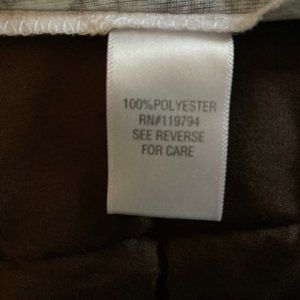 100%POLYESTER
RN#119794
SEE REVERSE
FOR CARE